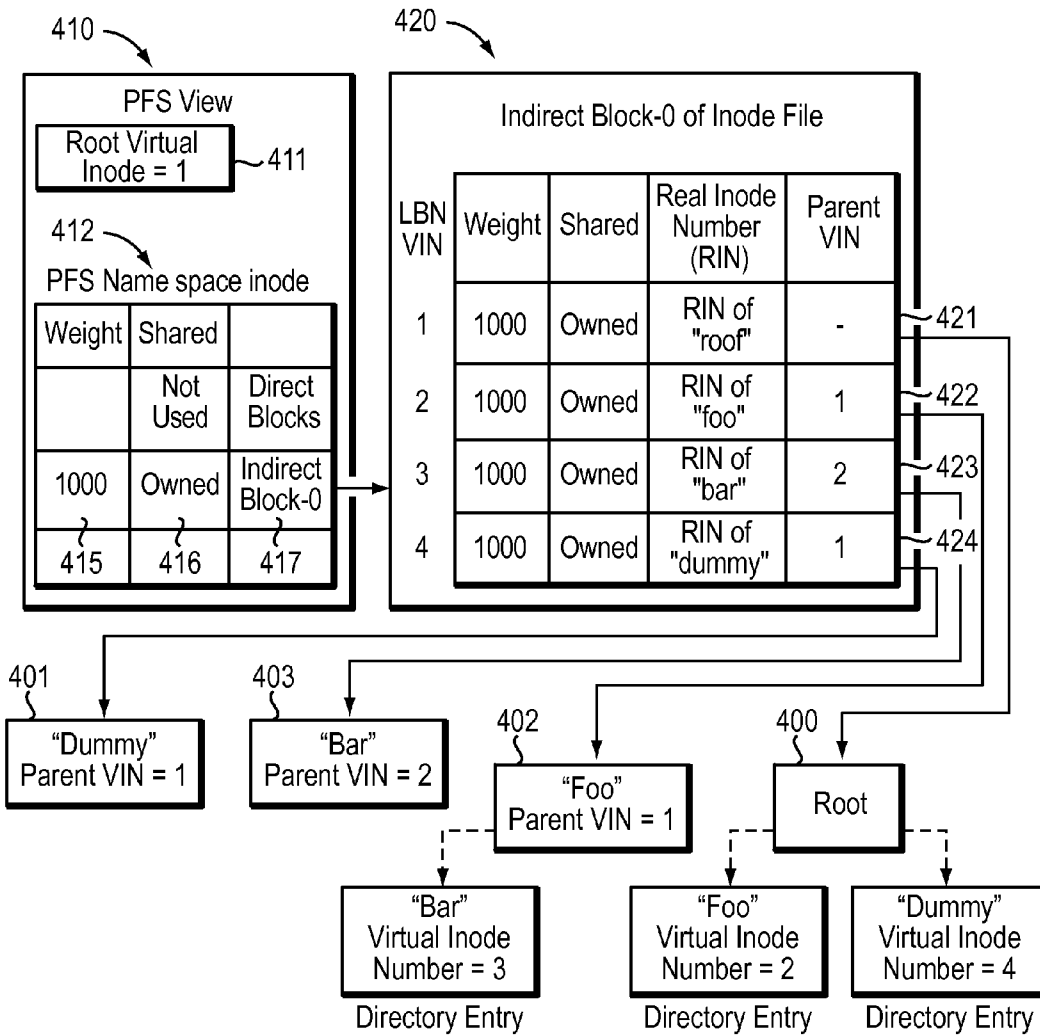 410
420
PFS View
Root Virtual
Inode = 1
411
412
PFS Name space inode
Weight Shared
Not
Used
Direct
Blocks
1000 Owned Indirect
Block-0
415 416 417
Indirect Block-0 of Inode File
LBN
VIN
Weight Shared Real Inode
Number
(RIN)
Parent
VIN
1 1000 Owned RIN of
"roof"
-
421
2 1000 Owned RIN of
"foo"
1
422
3 1000 Owned RIN of
"bar"
2
423
4 1000 Owned RIN of
"dummy"
1
424
401
“Dummy”
Parent VIN = 1
403
“Bar”
Parent VIN = 2
402
“Foo”
Parent VIN = 1
400
Root
“Bar”
Virtual Inode
Number = 3
Directory Entry
“Foo”
Virtual Inode
Number = 2
Directory Entry
“Dummy”
Virtual Inode
Number = 4
Directory Entry